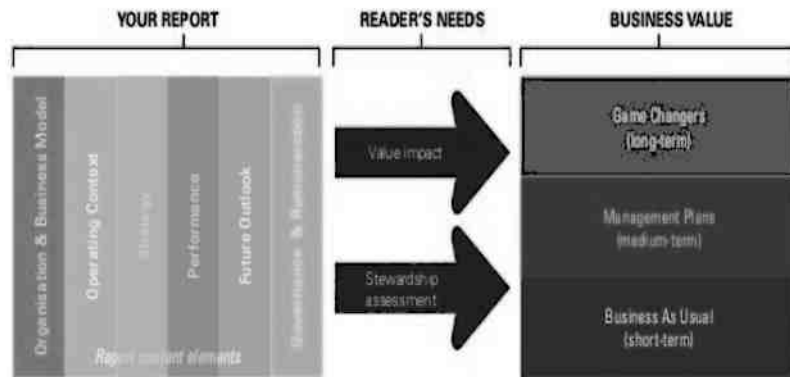 YOUR REPORT
READER'S NEEDS
BUSINESS VALUE
Organisation & Business Model
Operating Context
Strategy
Performance
Future Outlook
Governance & Remuneration
Report content elements
Value impact
Stewardship
assessment
Game Changers
(long-term)
Management Plans
(medium-term)
Business As Usual
(short-term)